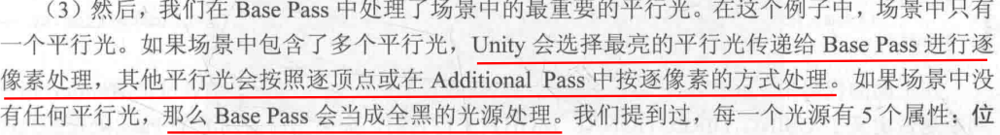 （3）然后，我们在 Base Pass 中处理了场景中的最重要的平行光。在这个例子中，场景中只有
一个平行光。如果场景中包含了多个平行光，Unity 会选择最亮的平行光传递给 Base Pass 进行逐
像素处理，其他平行光会按照逐顶点或在 Additional Pass 中按逐像素的方式处理。如果场景中没
有任何平行光，那么 Base Pass 会当成全黑的光源处理。我们提到过，每一个光源有 5 个属性：位